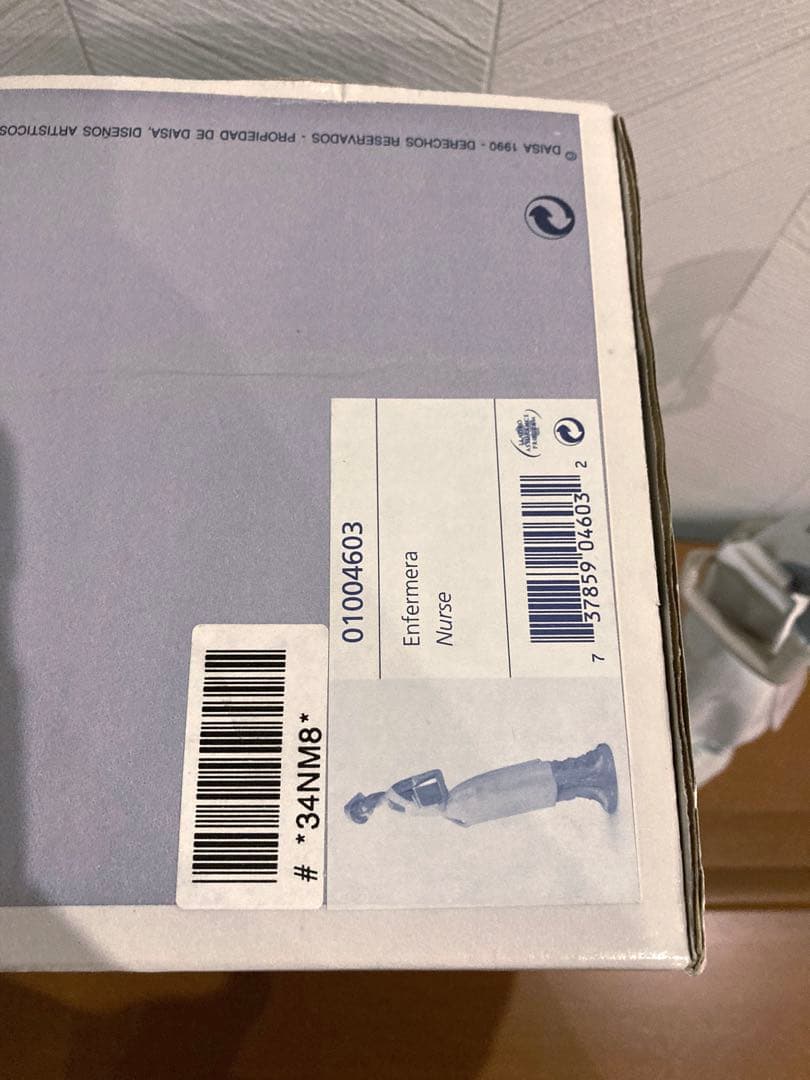 © DAISA 1990 - DERECHOS RESERVADOS - PROPIEDAD DE DAISA, DISEÑOS ARTISTICOS
01004603
Enfermera
Nurse
7 37859 04603 2
# *34NM8*